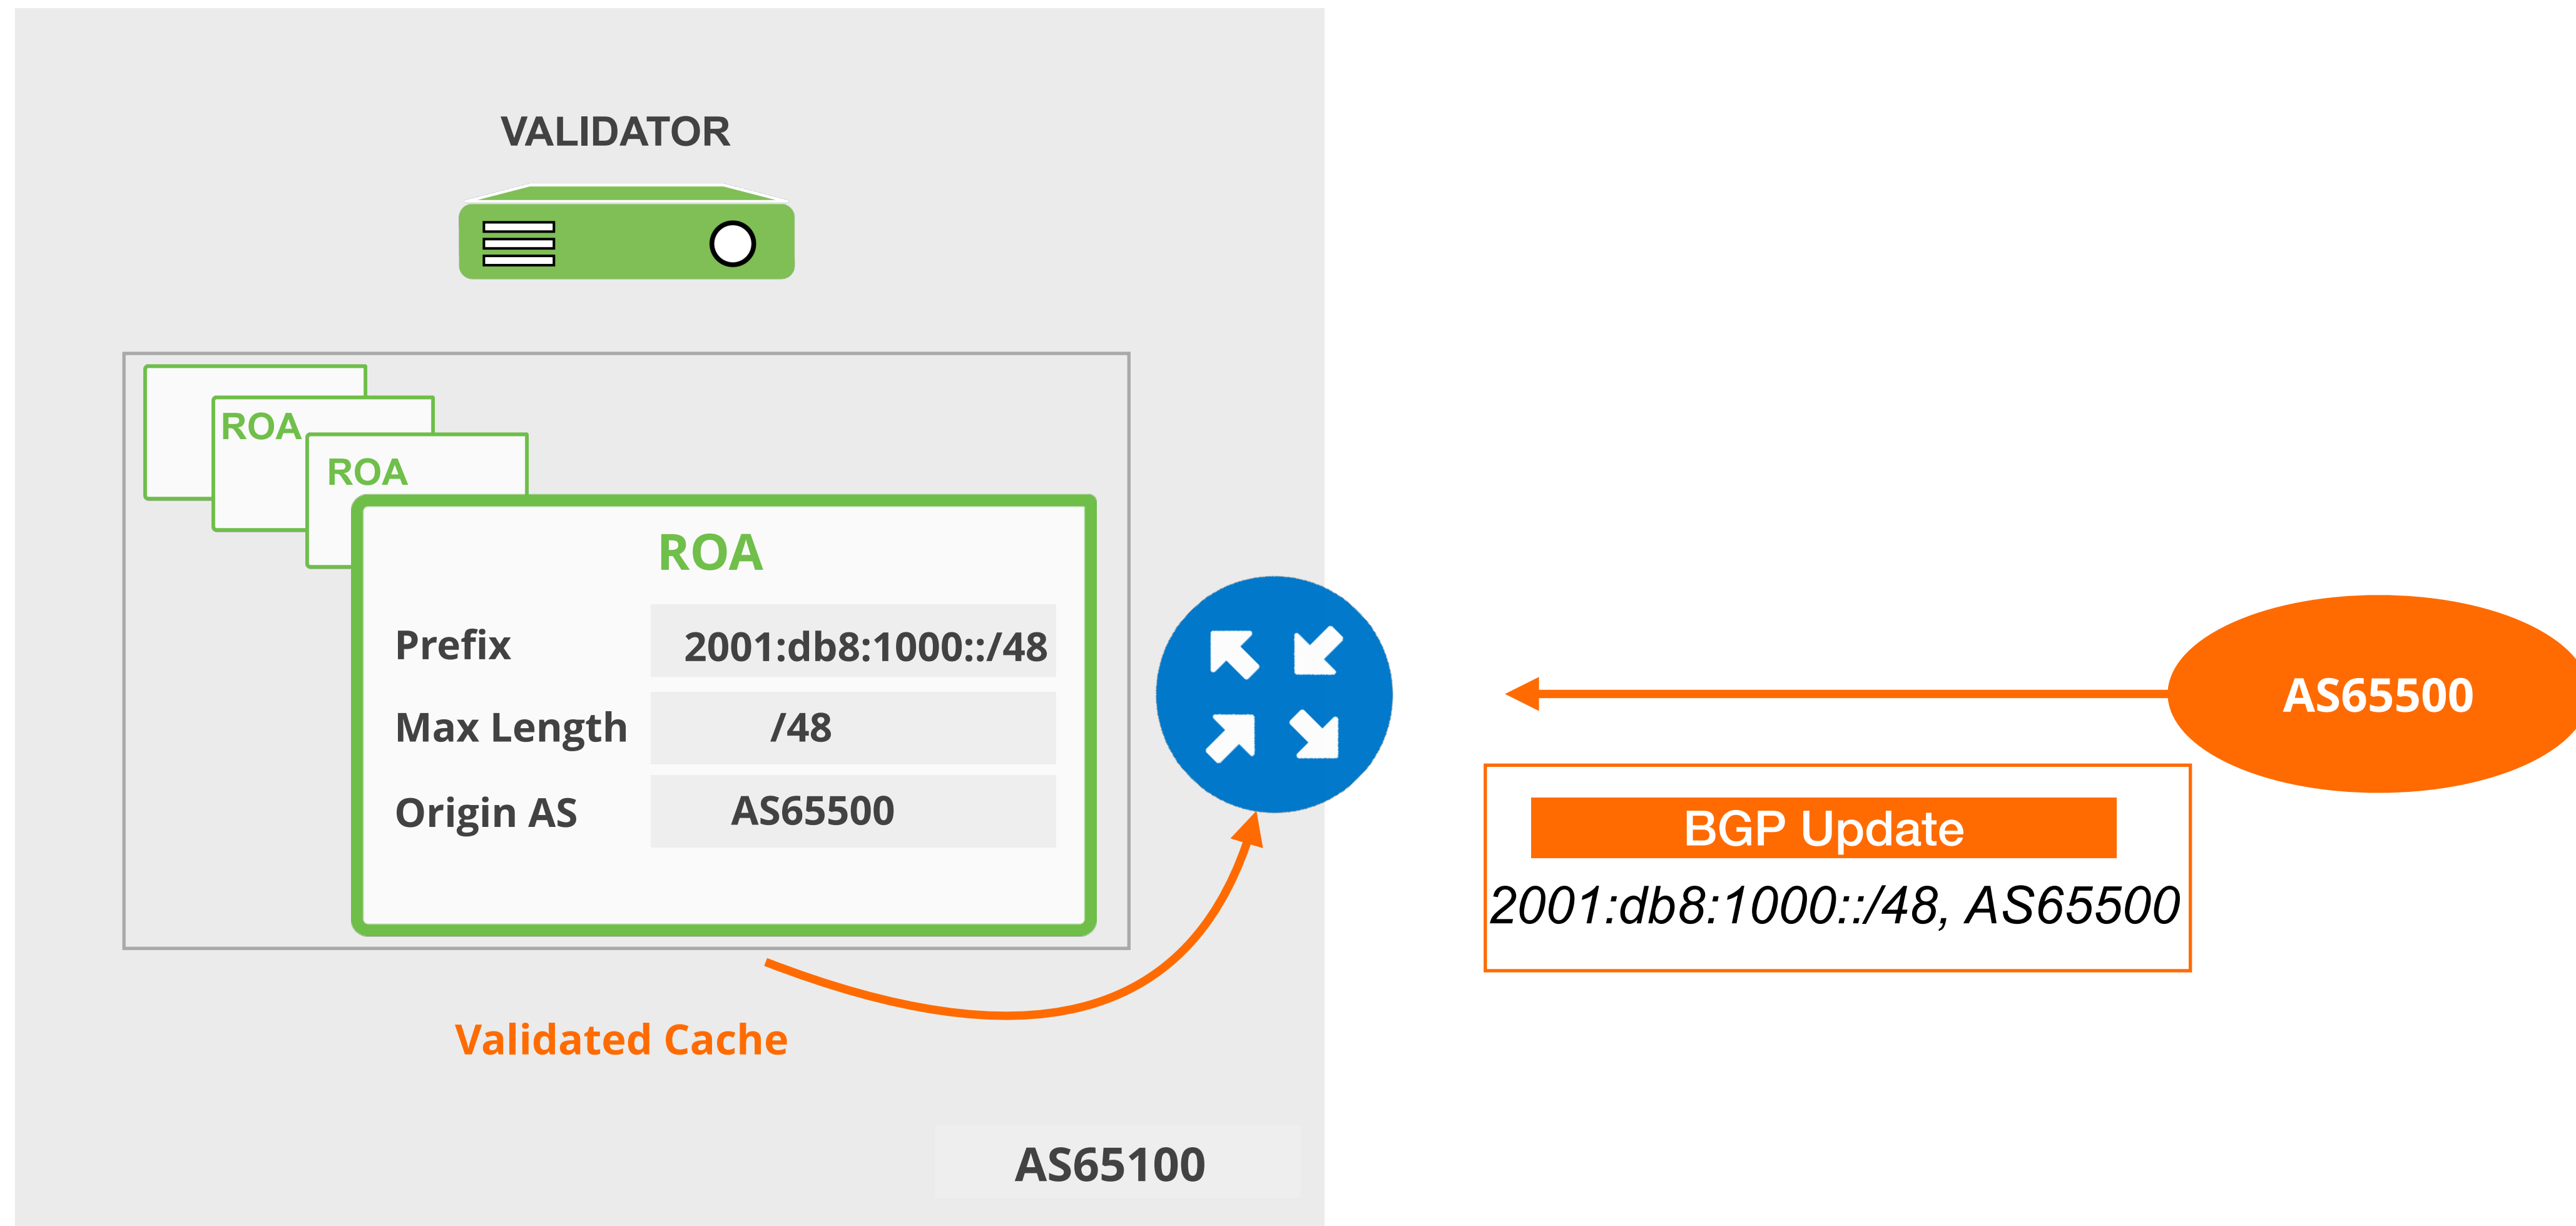 VALIDATOR
ROA
ROA
ROA
Prefix 2001:db8:1000::/48
Max Length /48
Origin AS AS65500
Validated Cache
AS65100
AS65500
BGP Update
2001:db8:1000::/48, AS65500